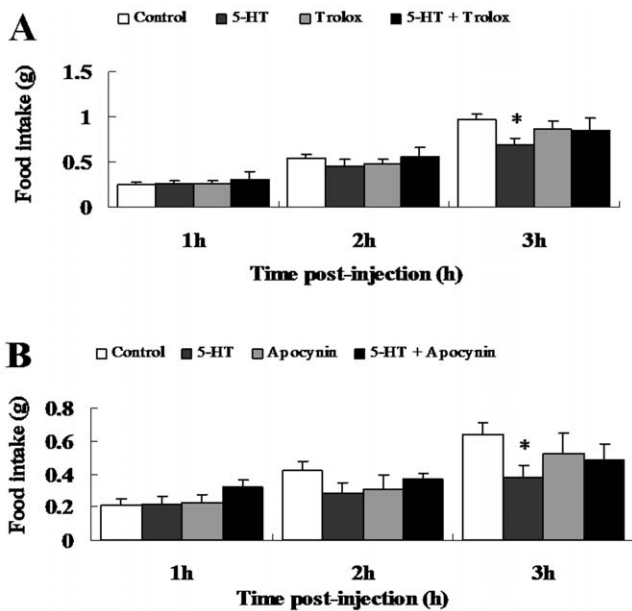 A
Control 5-HT Trolox 5-HT + Trolox
Food intake (g)
1.5
1
0.5
0
*
1h 2h 3h
Time post-injection (h)
B
Control 5-HT Apocynin 5-HT + Apocynin
Food intake (g)
0.8
0.6
0.4
0.2
0
*
1h 2h 3h
Time post-injection (h)